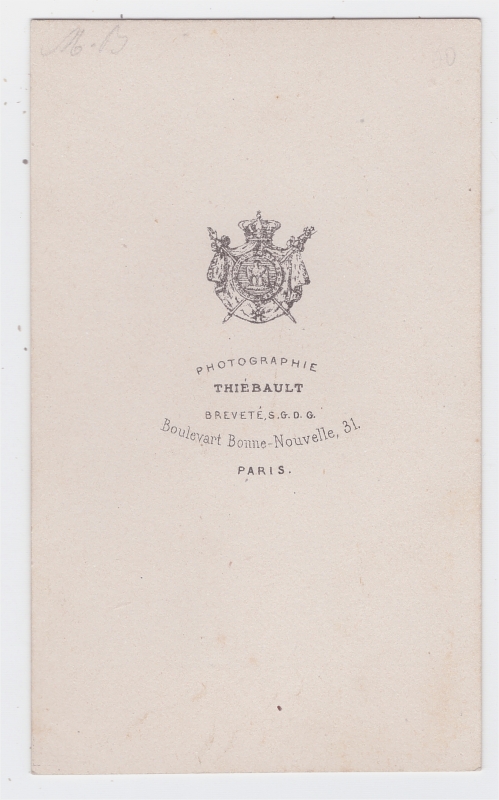 M. B
PHOTOGRAPHIE
THIÉBAULT
BREVETÉ, S.G.D.G.
Boulevart Bonne-Nouvelle, 31.
PARIS.